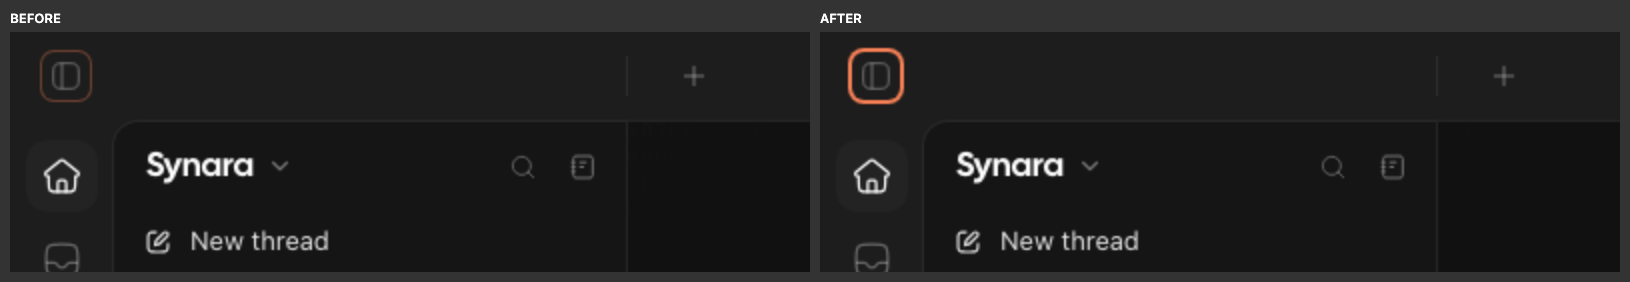 BEFORE
AFTER
Synara
New thread
Synara
New thread